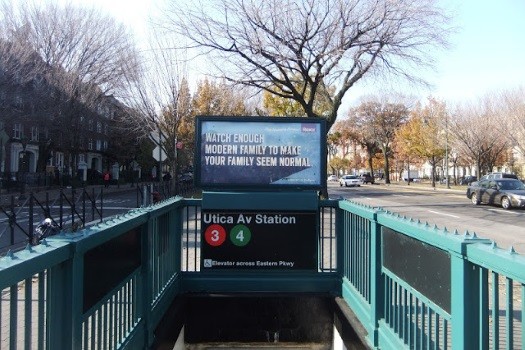 WATCH ENOUGH
MODERN FAMILY TO MAKE
YOUR FAMILY SEEM NORMAL
Utica Av Station
3 4
Elevator across Eastern Pkwy